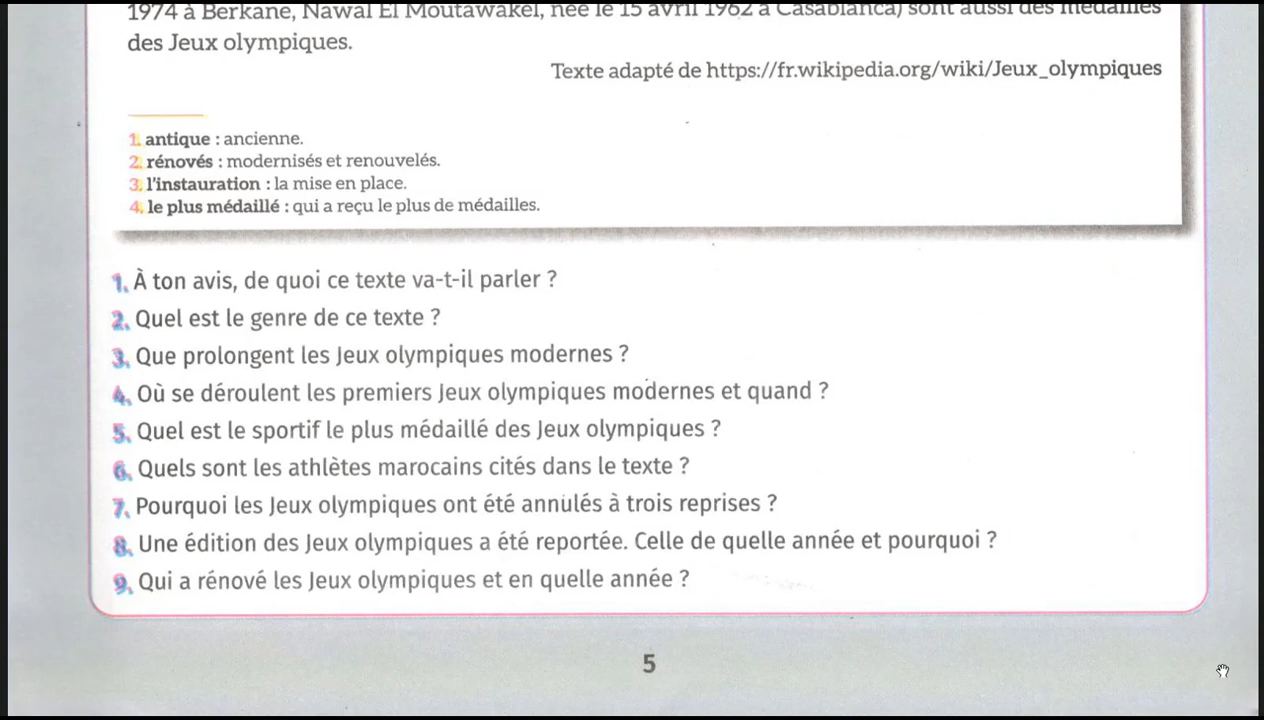 1974 à Berkane, Nawal El Moutawakel, née le 15 avril 1962 à Casablanca) sont aussi des médaillés
des Jeux olympiques.
Texte adapté de https://fr.wikipedia.org/wiki/Jeux_olympiques
1. antique : ancienne.
2. rénovés : modernisés et renouvelés.
3. l'instauration : la mise en place.
4. le plus médaillé : qui a reçu le plus de médailles.
1. À ton avis, de quoi ce texte va-t-il parler ?
2. Quel est le genre de ce texte ?
3. Que prolongent les Jeux olympiques modernes ?
4. Où se déroulent les premiers Jeux olympiques modernes et quand ?
5. Quel est le sportif le plus médaillé des Jeux olympiques ?
6. Quels sont les athlètes marocains cités dans le texte ?
7. Pourquoi les Jeux olympiques ont été annulés à trois reprises ?
8. Une édition des Jeux olympiques a été reportée. Celle de quelle année et pourquoi ?
9. Qui a rénové les Jeux olympiques et en quelle année ?
5